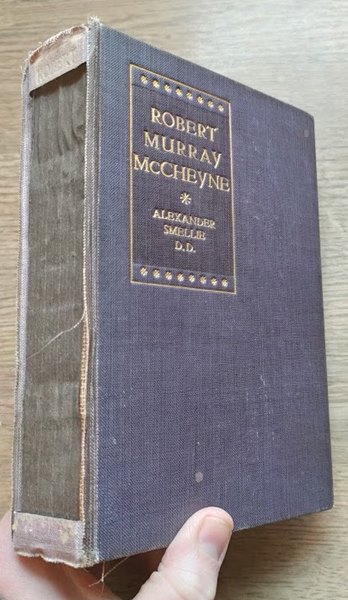 ROBERT
MURRAY
McCHEYNE
*
ALEXANDER
SMELLIE
D.D.